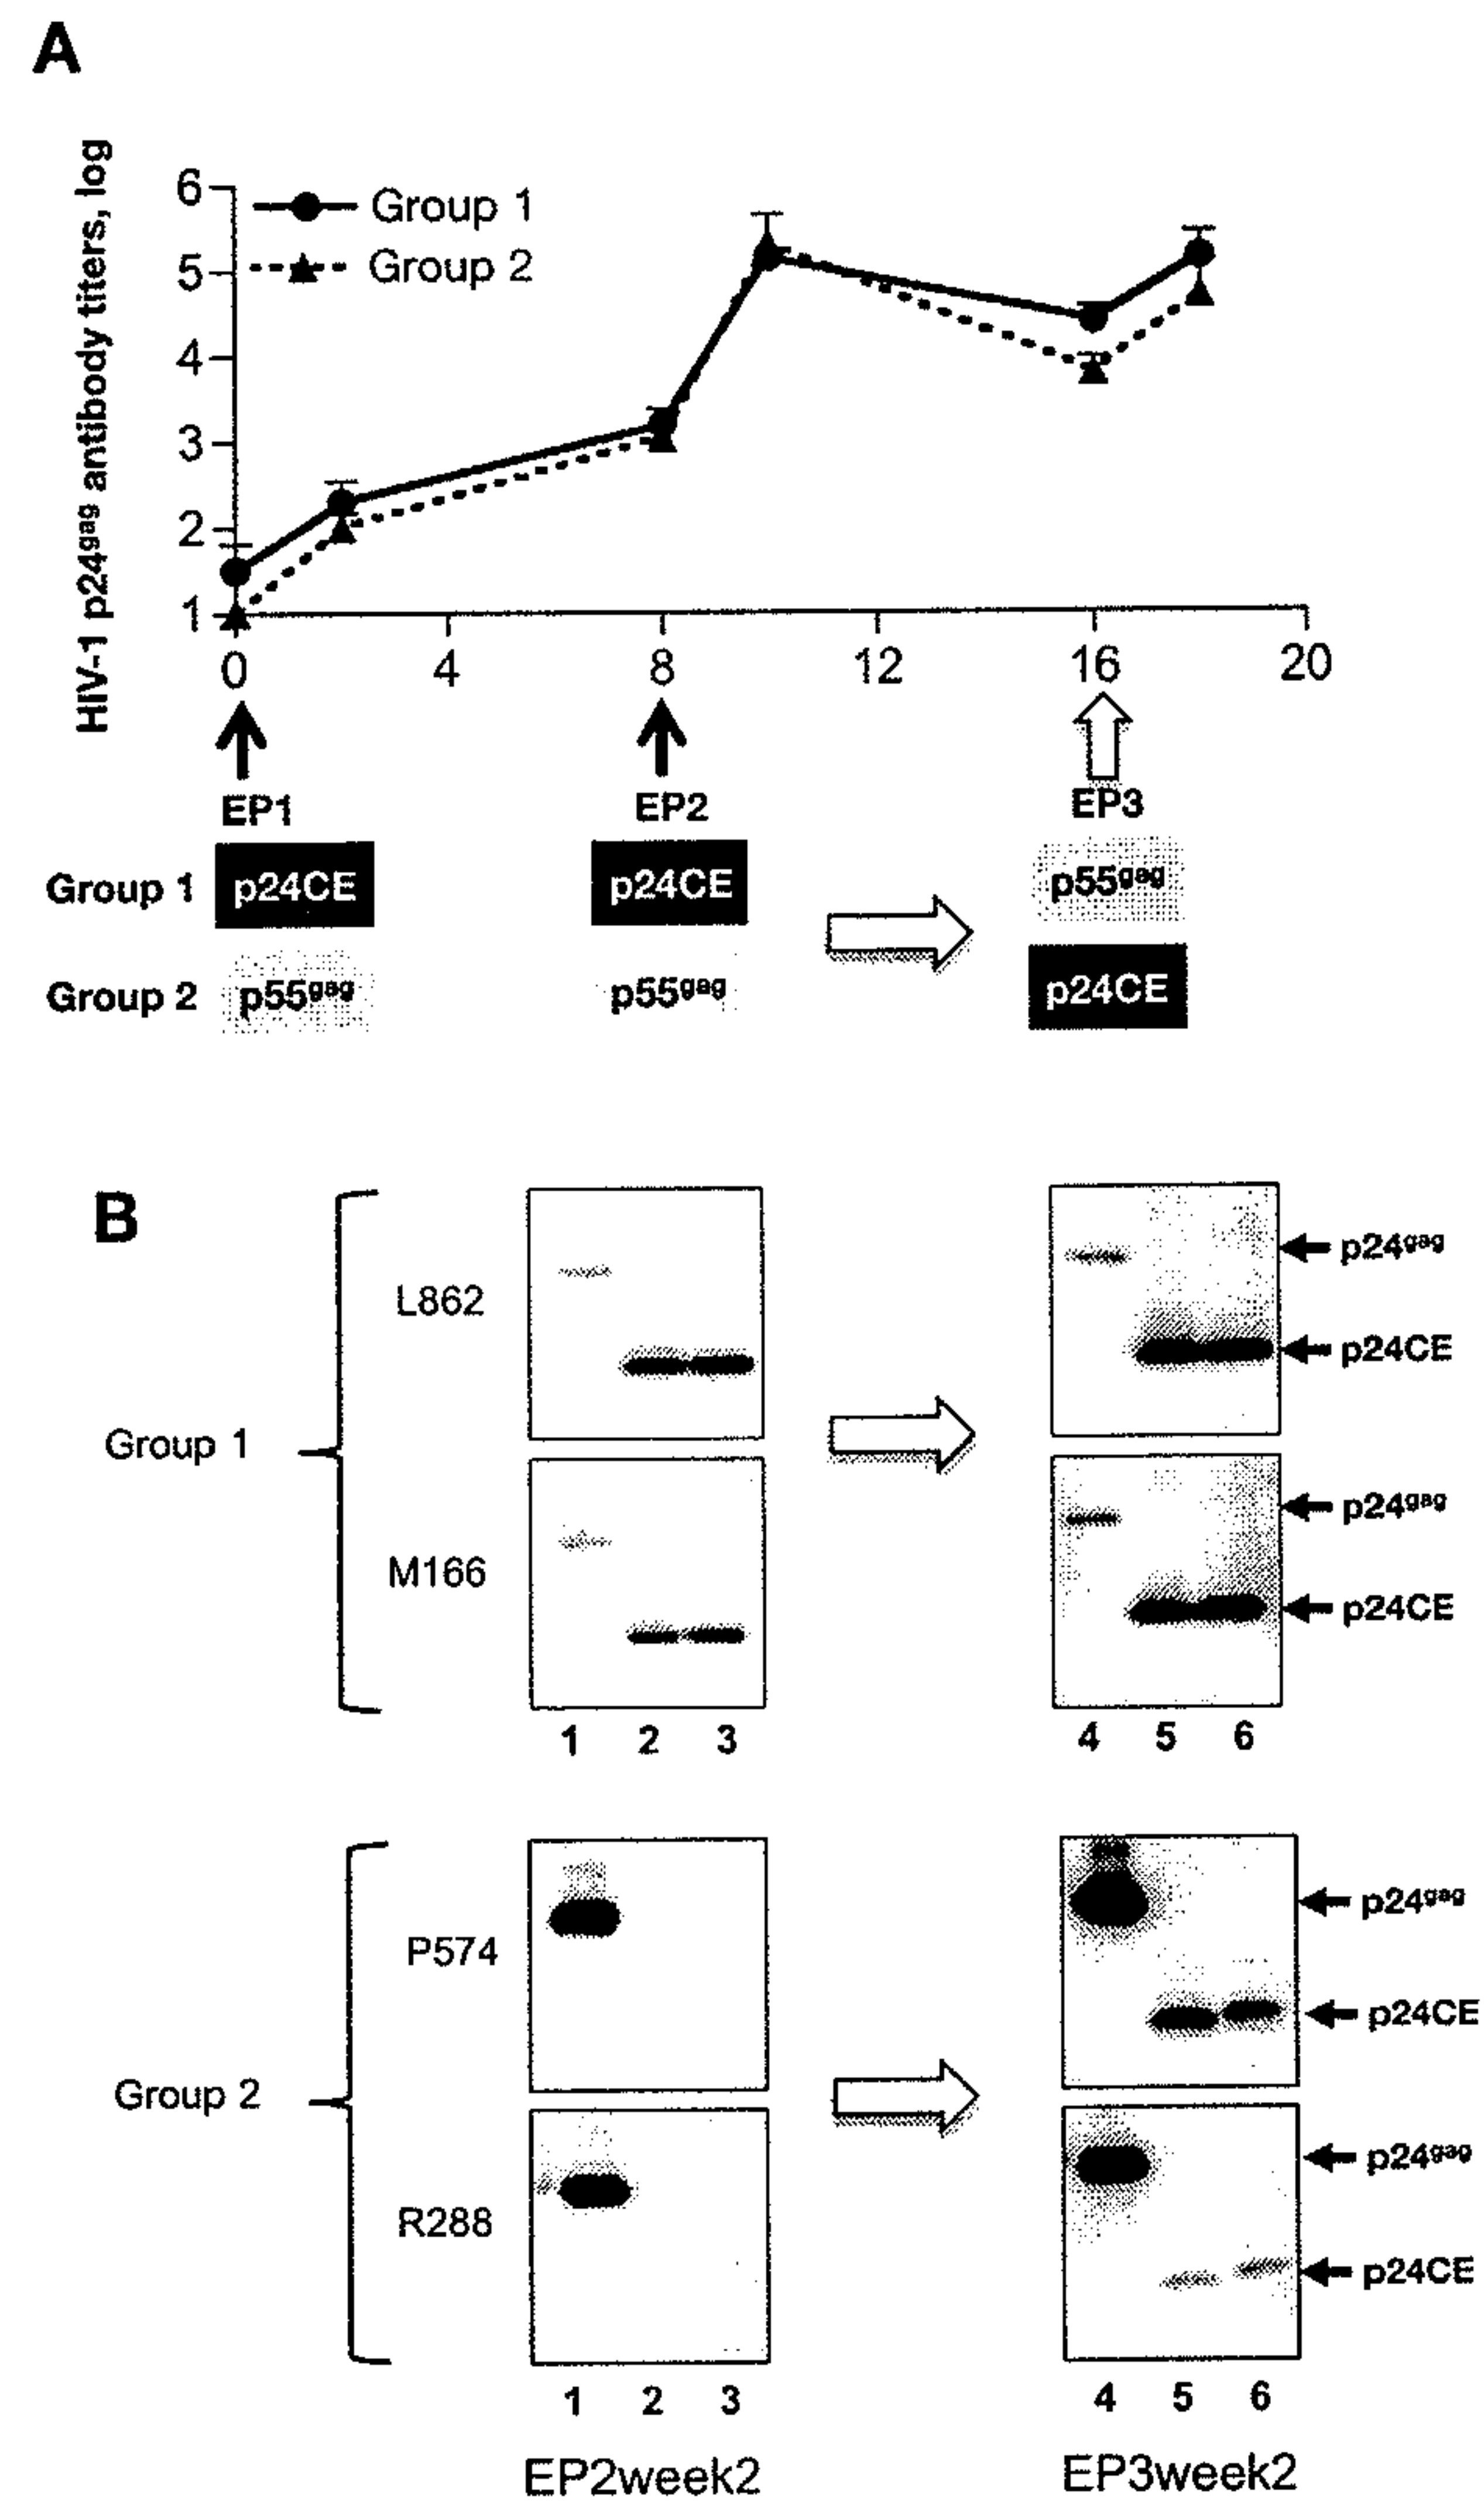 A
HIV-1 p24gag antibody titers, log
6
5
4
3
2
1
Group 1
Group 2
0 4 8 12 16 20
EP1 EP2 EP3
Group 1 p24CE p24CE p55gag
Group 2 p55gag p55gag p24CE
B
Group 1
L862
p24gag
p24CE
M166
p24gag
p24CE
1 2 3 4 5 6
Group 2
P574
p24gag
p24CE
R288
p24gag
p24CE
1 2 3 4 5 6
EP2week2 EP3week2